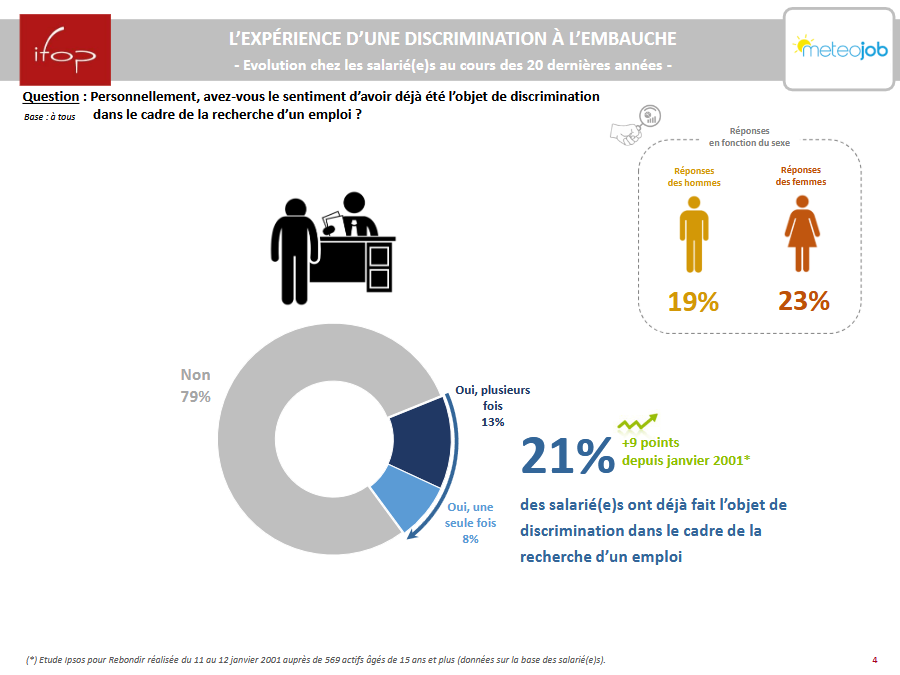 ifop
L’EXPÉRIENCE D’UNE DISCRIMINATION À L’EMBAUCHE
- Evolution chez les salarié(e)s au cours des 20 dernières années -
meteojob
Question : Personnellement, avez-vous le sentiment d’avoir déjà été l’objet de discrimination
Base : à tous dans le cadre de la recherche d’un emploi ?
Réponses
en fonction du sexe
Réponses
des hommes
19%
Réponses
des femmes
23%
Non
79%
Oui, plusieurs
fois
13%
Oui, une
seule fois
8%
21%
+9 points
depuis janvier 2001*
des salarié(e)s ont déjà fait l’objet de
discrimination dans le cadre de la
recherche d’un emploi
(*) Etude Ipsos pour Rebondir réalisée du 11 au 12 janvier 2001 auprès de 569 actifs âgés de 15 ans et plus (données sur la base des salarié(e)s).
4